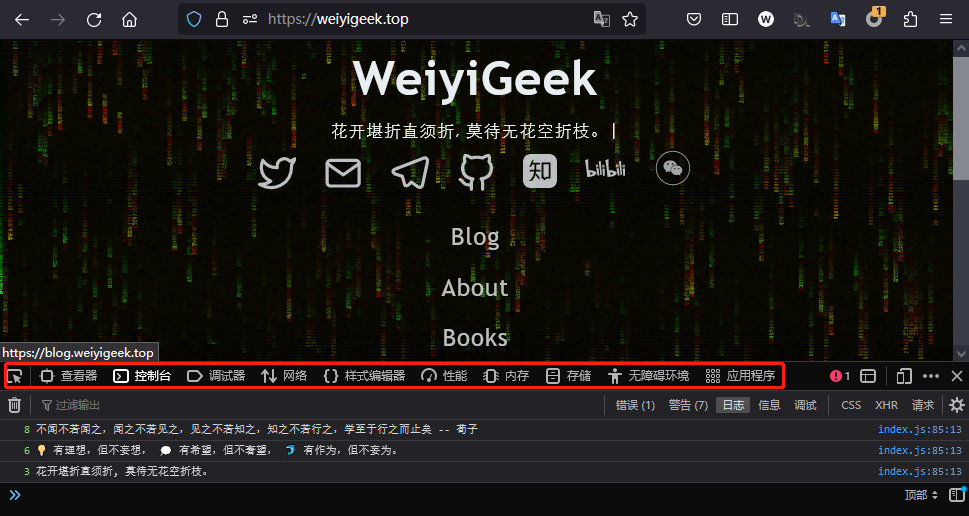 https://weiyigeek.top
1
WeiyiGeek
花开堪折直须折, 莫待无花空折枝。|
知
bilibili
Blog
About
Books
https://blog.weiyigeek.top
查看器 控制台 调试器 网络 样式编辑器 性能 内存 存储 无障碍环境 应用程序 1
过滤输出 错误 (1) 警告 (7) 日志 信息 调试 CSS XHR 请求
8 不闻不若闻之，闻之不若见之，见之不若知之，知之不若行之，学至于行之而止矣 -- 荀子 index.js:85:13
6 💡 有理想，但不妄想， 💬 有希望，但不奢望， 有作为，但不妄为。 index.js:85:13
3 花开堪折直须折, 莫待无花空折枝。 index.js:85:13
顶部